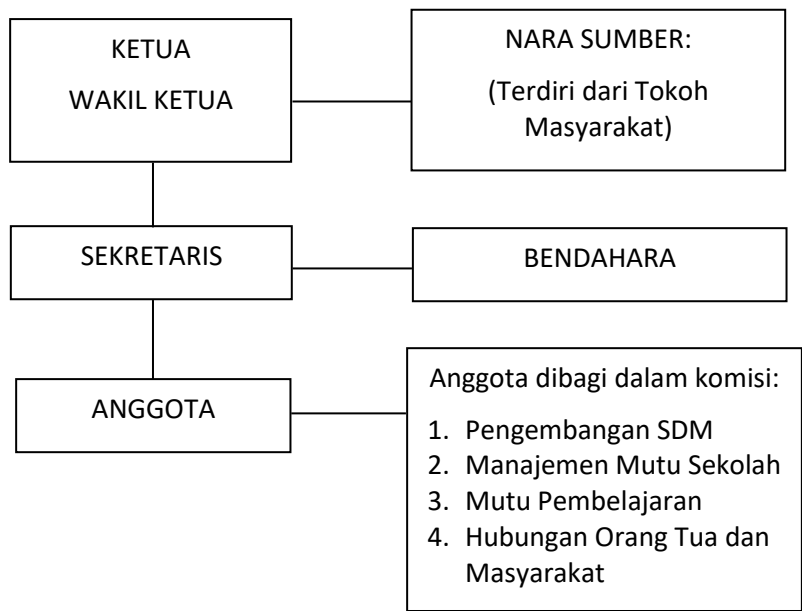 KETUA
WAKIL KETUA
NARA SUMBER:
(Terdiri dari Tokoh
Masyarakat)
SEKRETARIS
BENDAHARA
ANGGOTA
Anggota dibagi dalam komisi:
1. Pengembangan SDM
2. Manajemen Mutu Sekolah
3. Mutu Pembelajaran
4. Hubungan Orang Tua dan
Masyarakat